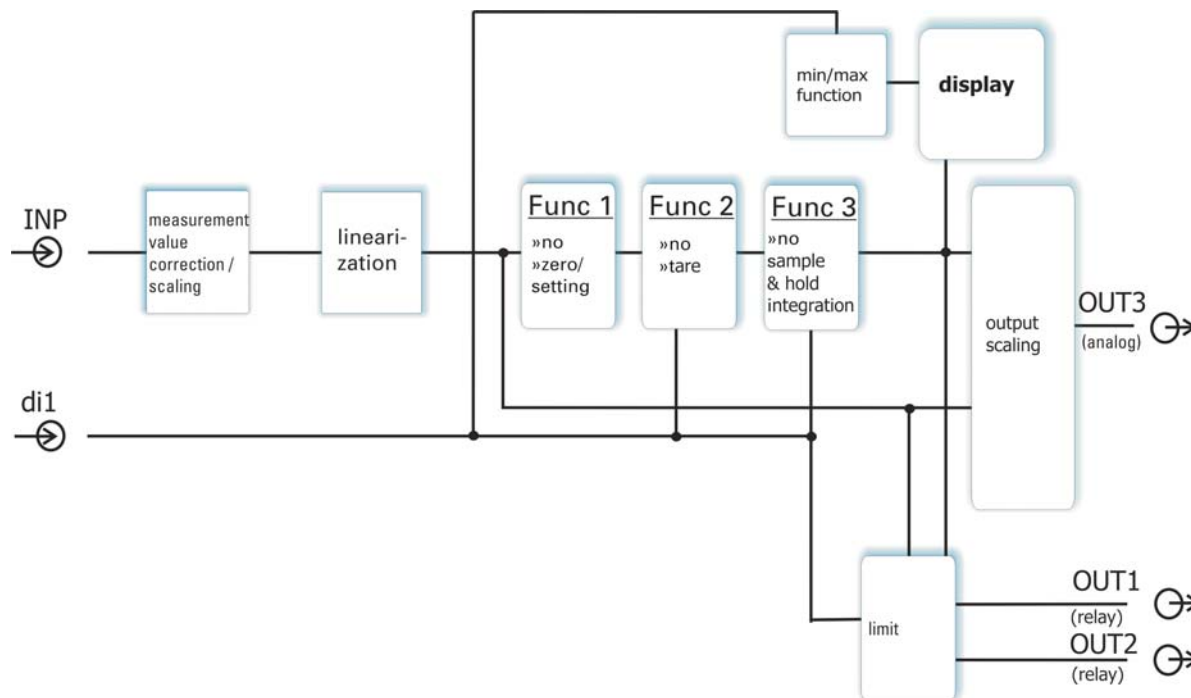 min/max
function
display
INP
measurement
value
correction /
scaling
lineari-
zation
Func 1
»no
»zero/
setting
Func 2
»no
»tare
Func 3
»no
sample
& hold
integration
output
scaling
OUT3
(analog)
di1
limit
OUT1
(relay)
OUT2
(relay)